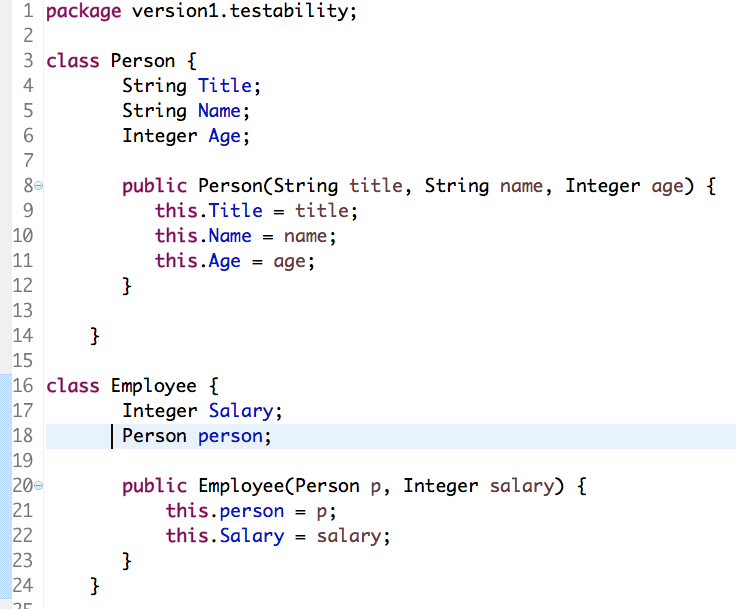 1 package version1.testability;
2
3 class Person {
4 String Title;
5 String Name;
6 Integer Age;
7
8 public Person(String title, String name, Integer age) {
9 this.Title = title;
10 this.Name = name;
11 this.Age = age;
12 }
13
14 }
15
16 class Employee {
17 Integer Salary;
18 Person person;
19
20 public Employee(Person p, Integer salary) {
21 this.person = p;
22 this.Salary = salary;
23 }
24 }
25